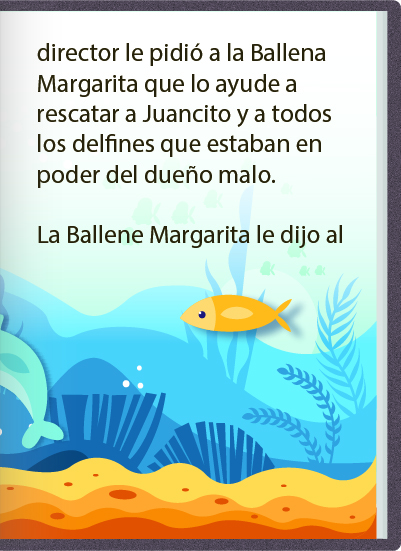 director le pidió a la Ballena
Margarita que lo ayude a
rescatar a Juancito y a todos
los delfines que estaban en
poder del dueño malo.
La Ballene Margarita le dijo al